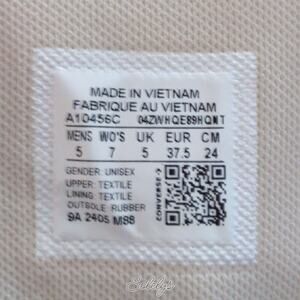 MADE IN VIETNAM
FABRIQUE AU VIETNAM
A10456C 04ZWHQE89HQNT
MENS WO'S UK EUR CM
5 7 5 37.5 24
GENDER: UNISEX
UPPER: TEXTILE
LINING: TEXTILE
OUTSOLE: RUBBER
9A 2405 MS8